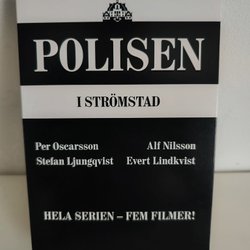 POLISEN
I STRÖMSTAD
Per Oscarsson Alf Nilsson
Stefan Ljungqvist Evert Lindkvist
HELA SERIEN – FEM FILMER!